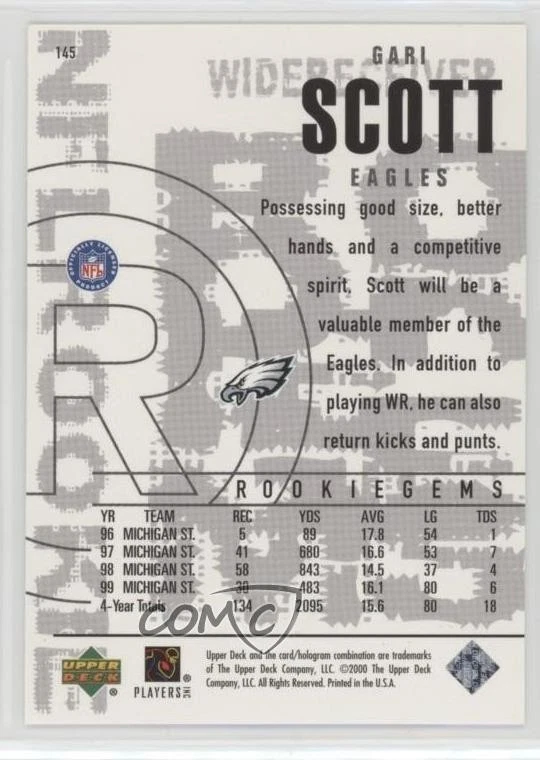 145
GARI
WIDERECEIVER
SCOTT
EAGLES
Possessing good size, better
hands and a competitive
spirit, Scott will be a
valuable member of the
Eagles. In addition to
playing WR, he can also
return kicks and punts.
OFFICIALLY LICENSED
NFL
PRODUCT
R
ROOKIEGEMS
YR TEAM REC YDS AVG LG TDS
96 MICHIGAN ST. 5 89 17.8 54 1
97 MICHIGAN ST. 41 680 16.6 53 7
98 MICHIGAN ST. 58 843 14.5 37 4
99 MICHIGAN ST. 30 483 16.1 80 6
4-Year Totals 134 2095 15.6 80 18
COMC
UPPER
DECK ®
PLAYERS INC ®
Upper Deck and the card/hologram combination are trademarks
of The Upper Deck Company, LLC. ©2000 The Upper Deck
Company, LLC. All Rights Reserved. Printed in the U.S.A.